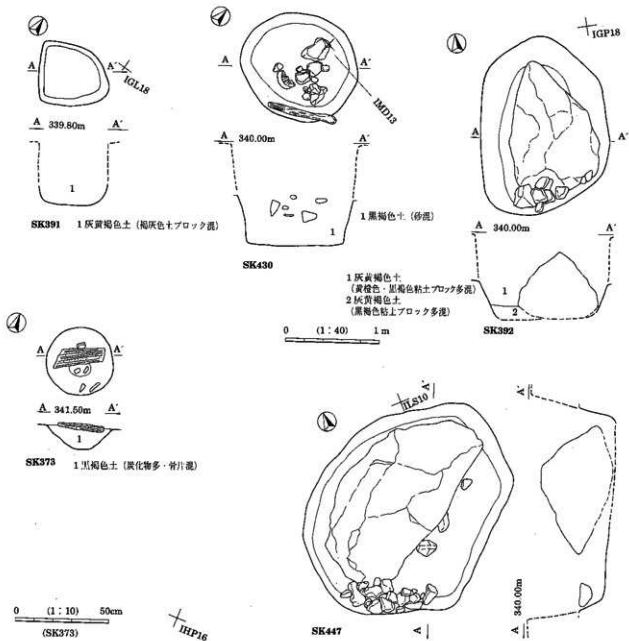 A A´
IGL18
A 339.80m A´
1
SK391 1 灰黄褐色土（褐灰色土ブロック混）
A A´
IMD13
A 340.00m A´
1 1 黒褐色土（砂混）
SK430
IGP18
A A´
A 340.00m A´
1
2
1 灰黄褐色土
（黄橙色・黒褐色粘土ブロック多混）
2 灰黄褐色土
（黒褐色粘土ブロック多混）
SK392
0 (1：40) 1 m
A A´
A 341.50m A´
1
SK373 1 黒褐色土（炭化物多・骨片混）
0 (1：10) 50cm
(SK373)
IHP16
ILS10
A´
A´
A
340.00m
A
SK447